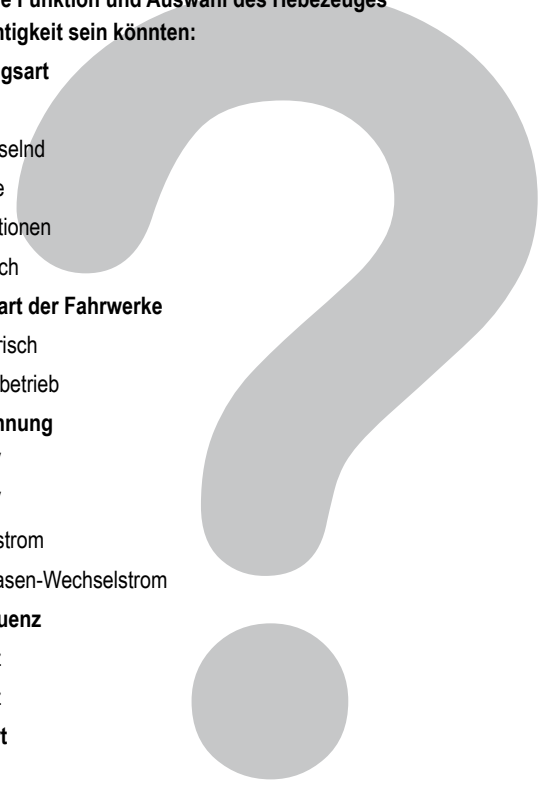 e Funktion und Auswahl des Hebezeuges
htigkeit sein könnten:
gsart
selnd
e
tionen
ch
art der Fahrwerke
risch
betrieb
nnung
strom
asen-Wechselstrom
uenz
t